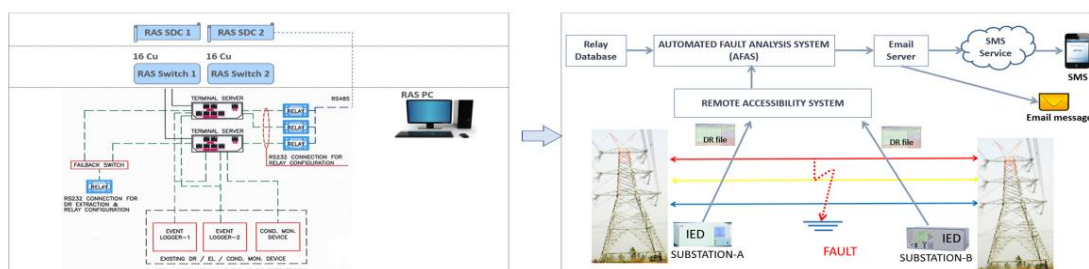 RAS SDC 1
RAS SDC 2
16 Cu
16 Cu
RAS Switch 1
RAS Switch 2
TERMINAL SERVER
RELAY
RS485
RAS PC
RELAY
TERMINAL SERVER
RELAY
FAILBACK SWITCH
RS232 CONNECTION FOR
RELAY CONFIGURATION
RELAY
RS232 CONNECTION FOR
DR EXTRACTION &
RELAY CONFIGURATION
EVENT
LOGGER-1
EVENT
LOGGER-2
COND. MON.
DEVICE
EXISTING DR / EL / COND. MON. DEVICE
Relay
Database
AUTOMATED FAULT ANALYSIS SYSTEM
(AFAS)
Email
Server
SMS
Service
SMS
REMOTE ACCESSIBILITY SYSTEM
Email message
DR file
DR file
IED
SUBSTATION-A
FAULT
IED
SUBSTATION-B